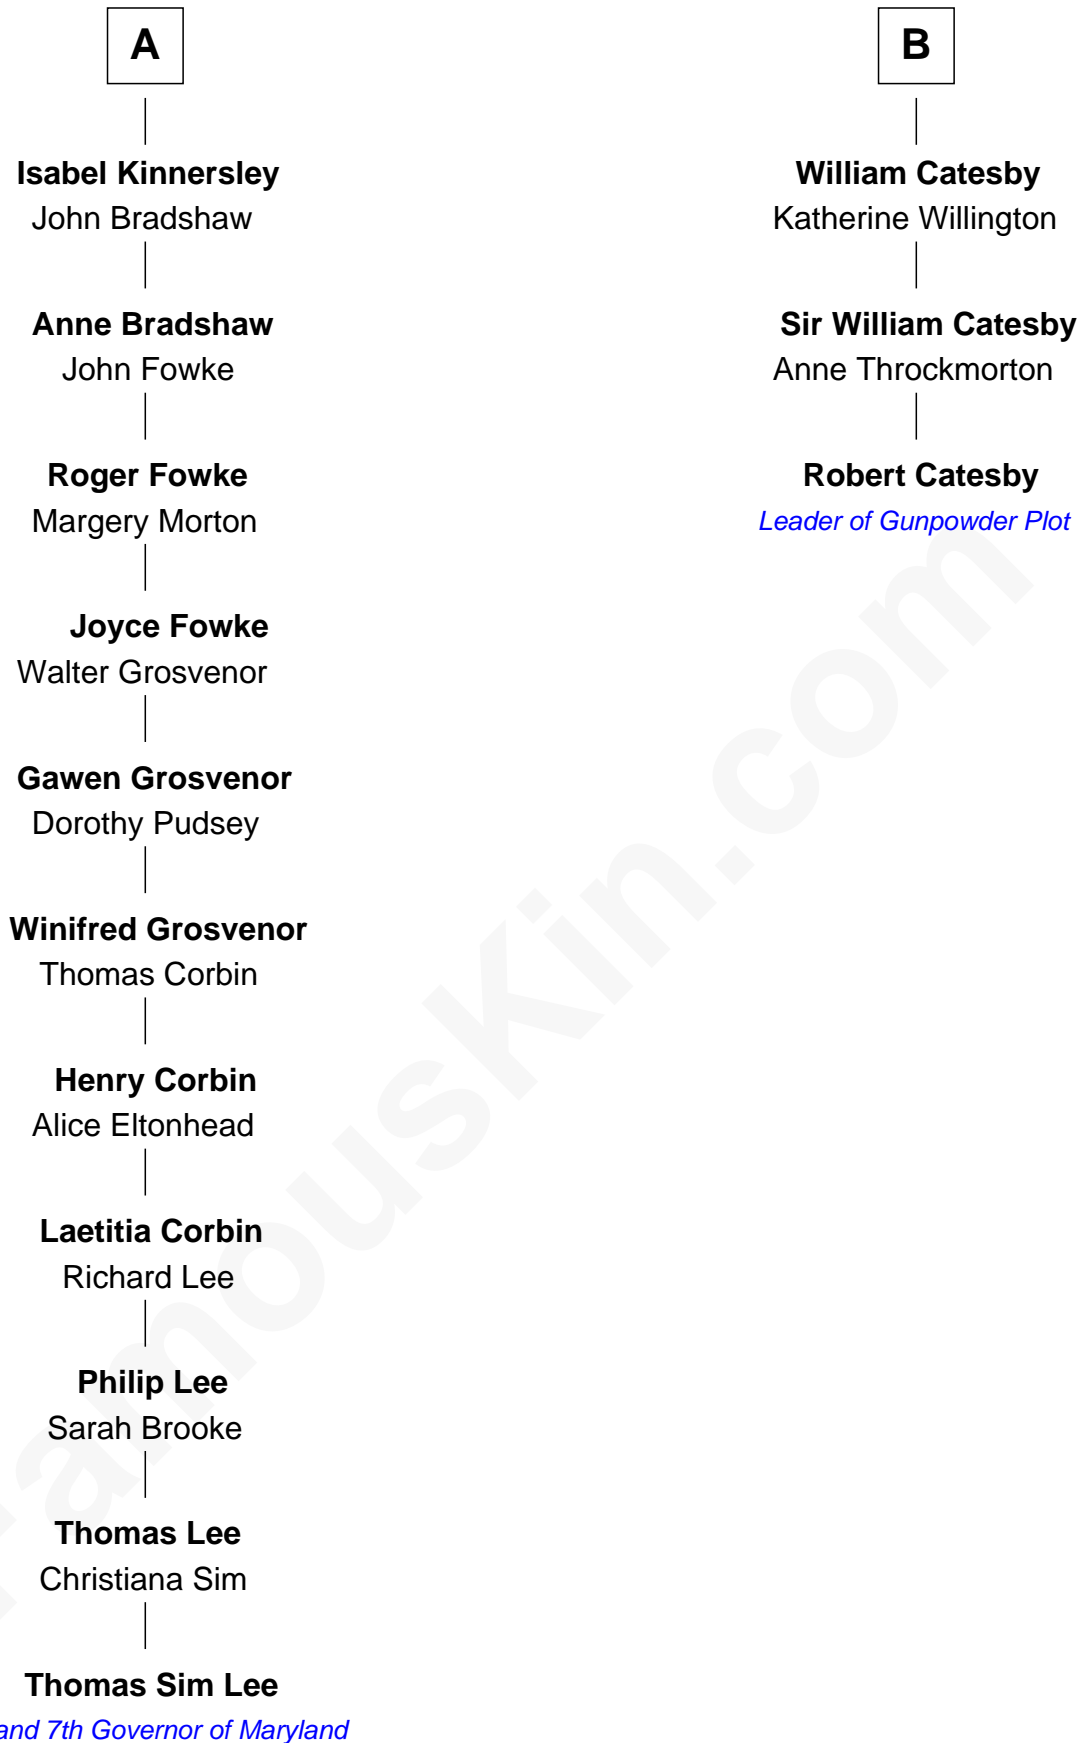 A
Isabel Kinnersley
John Bradshaw
Anne Bradshaw
John Fowke
Roger Fowke
Margery Morton
Joyce Fowke
Walter Grosvenor
Gawen Grosvenor
Dorothy Pudsey
Winifred Grosvenor
Thomas Corbin
Henry Corbin
Alice Eltonhead
Laetitia Corbin
Richard Lee
Philip Lee
Sarah Brooke
Thomas Lee
Christiana Sim
Thomas Sim Lee
and 7th Governor of Maryland
B
William Catesby
Katherine Willington
Sir William Catesby
Anne Throckmorton
Robert Catesby
Leader of Gunpowder Plot
FamousKin.com